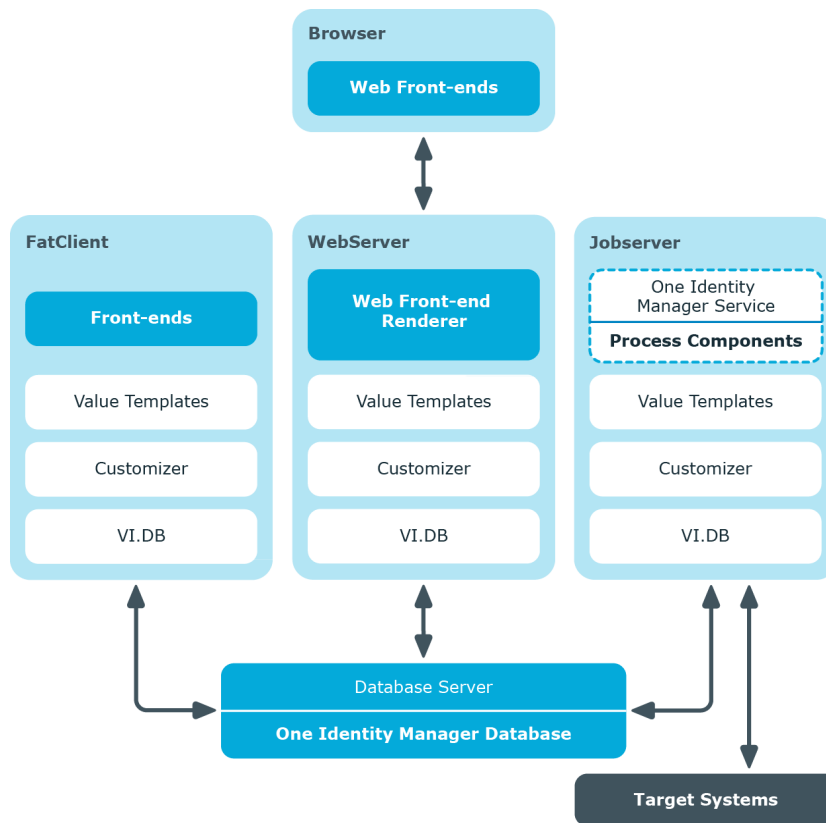 Browser
Web Front-ends
FatClient
Front-ends
Value Templates
Customizer
VI.DB
WebServer
Web Front-end
Renderer
Value Templates
Customizer
VI.DB
Jobserver
One Identity
Manager Service
Process Components
Value Templates
Customizer
VI.DB
Database Server
One Identity Manager Database
Target Systems